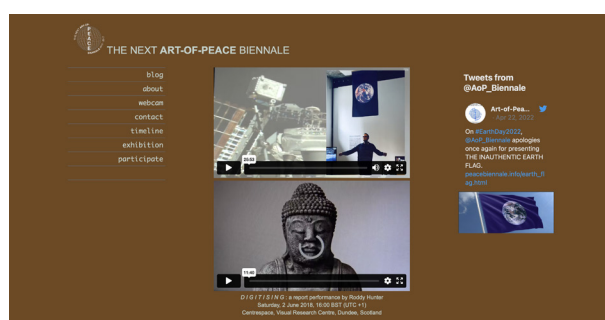 PEACE
THE NEXT ART-OF-PEACE BIENNALE
blog
about
webcam
contact
timeline
exhibition
participate
20:03
11:40
D I G I T I S I N G : a report performance by Roddy Hunter
Saturday, 2 June 2018, 16:00 BST (UTC +1)
Centrespace, Visual Research Centre, Dundee, Scotland
Tweets from
@AoP_Biennale
Art-of-Pea...
Apr 22, 2022
On #EarthDay2022,
@AoP_Biennale apologies
once again for presenting
THE INAUTHENTIC EARTH
FLAG.
peacebiennale.info/earth_fl
ag.html